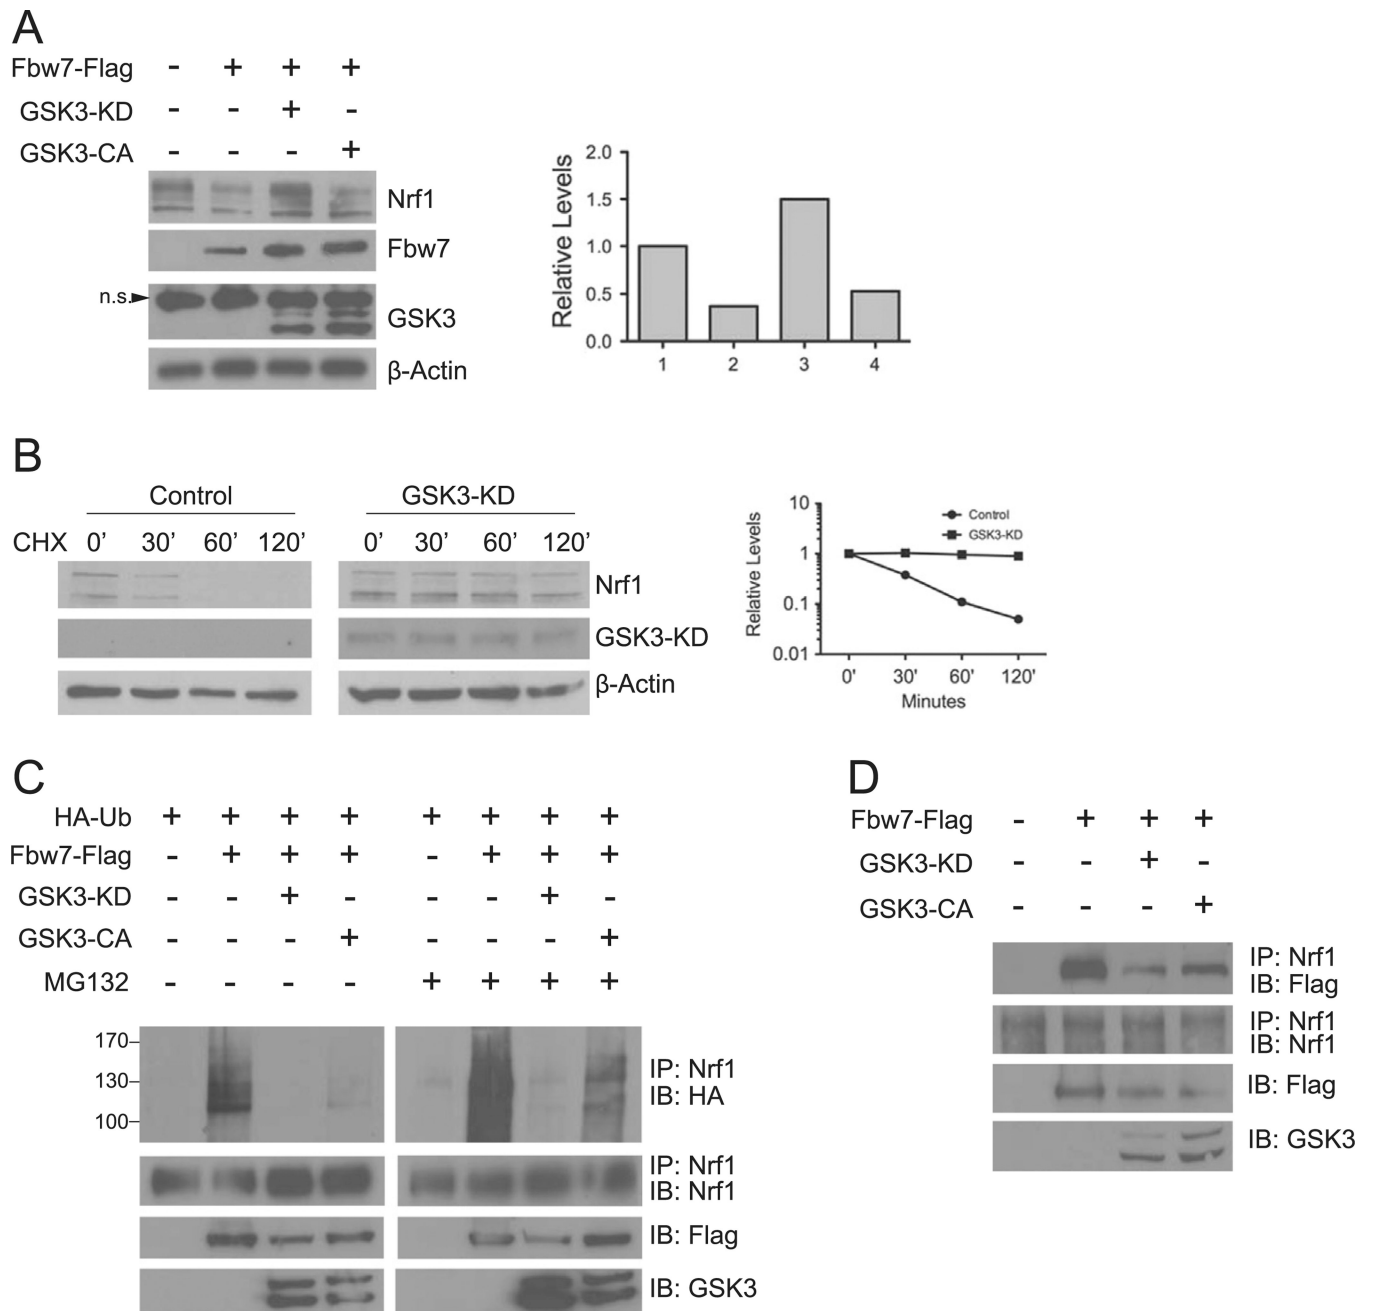 A
Fbw7-Flag - + + +
GSK3-KD - - + -
GSK3-CA - - - +
Nrf1
Fbw7
n.s.
GSK3
β-Actin
Relative Levels
2.0
1.5
1.0
0.5
0.0
1 2 3 4
B
Control GSK3-KD
CHX 0' 30' 60' 120' 0' 30' 60' 120'
Nrf1
GSK3-KD
β-Actin
Relative Levels
10
1
0.1
0.01
Control
GSK3-KD
0' 30' 60' 120'
Minutes
C
HA-Ub + + + + + + + +
Fbw7-Flag - + + + - + + +
GSK3-KD - - + - - - + -
GSK3-CA - - - + - - - +
MG132 - - - - + + + +
170
130
100
IP: Nrf1
IB: HA
IP: Nrf1
IB: Nrf1
IB: Flag
IB: GSK3
D
Fbw7-Flag - + + +
GSK3-KD - - + -
GSK3-CA - - - +
IP: Nrf1
IB: Flag
IP: Nrf1
IB: Nrf1
IB: Flag
IB: GSK3